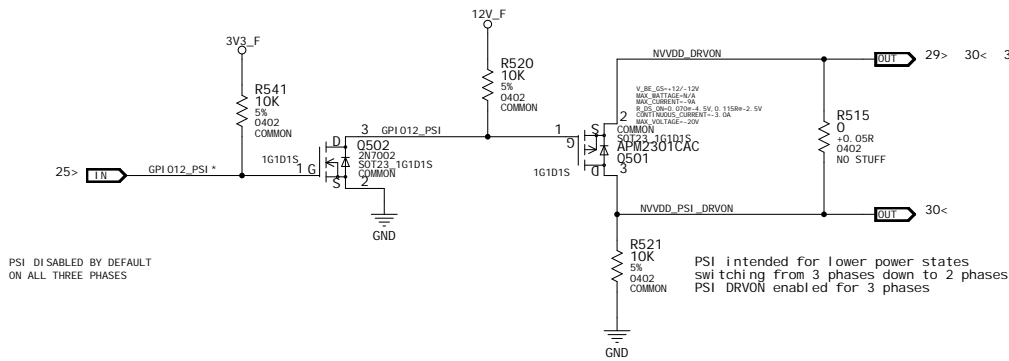 3V3_F
R541
10K
5%
0402
COMMON
25>
IN
GPIO12_PSI*
1G1D1S
1
G
D
S
3
Q502
2N7002
SOT23_1G1D1S
COMMON
2
GND
GPIO12_PSI
12V_F
R520
10K
5%
0402
COMMON
1
G
S
D
1G1D1S
NVVDD_DRVON
V_BE_GS=+12/-12V
MAX_WATTAGE=N/A
MAX_CURRENT=-9A
R_DS_ON=0.070@-4.5V,0.115R@-2.5V
CONTINUOUS_CURRENT=-3.0A
MAX_VOLTAGE=-20V
2
COMMON
SOT23_1G1D1S
APM2301CAC
Q501
3
OUT
29> 30< 3
R515
0
+0.05R
0402
NO STUFF
NVVDD_PSI_DRVON
OUT
30<
R521
10K
5%
0402
COMMON
GND
PSI DISABLED BY DEFAULT
ON ALL THREE PHASES
PSI intended for lower power states
switching from 3 phases down to 2 phases
PSI DRVON enabled for 3 phases